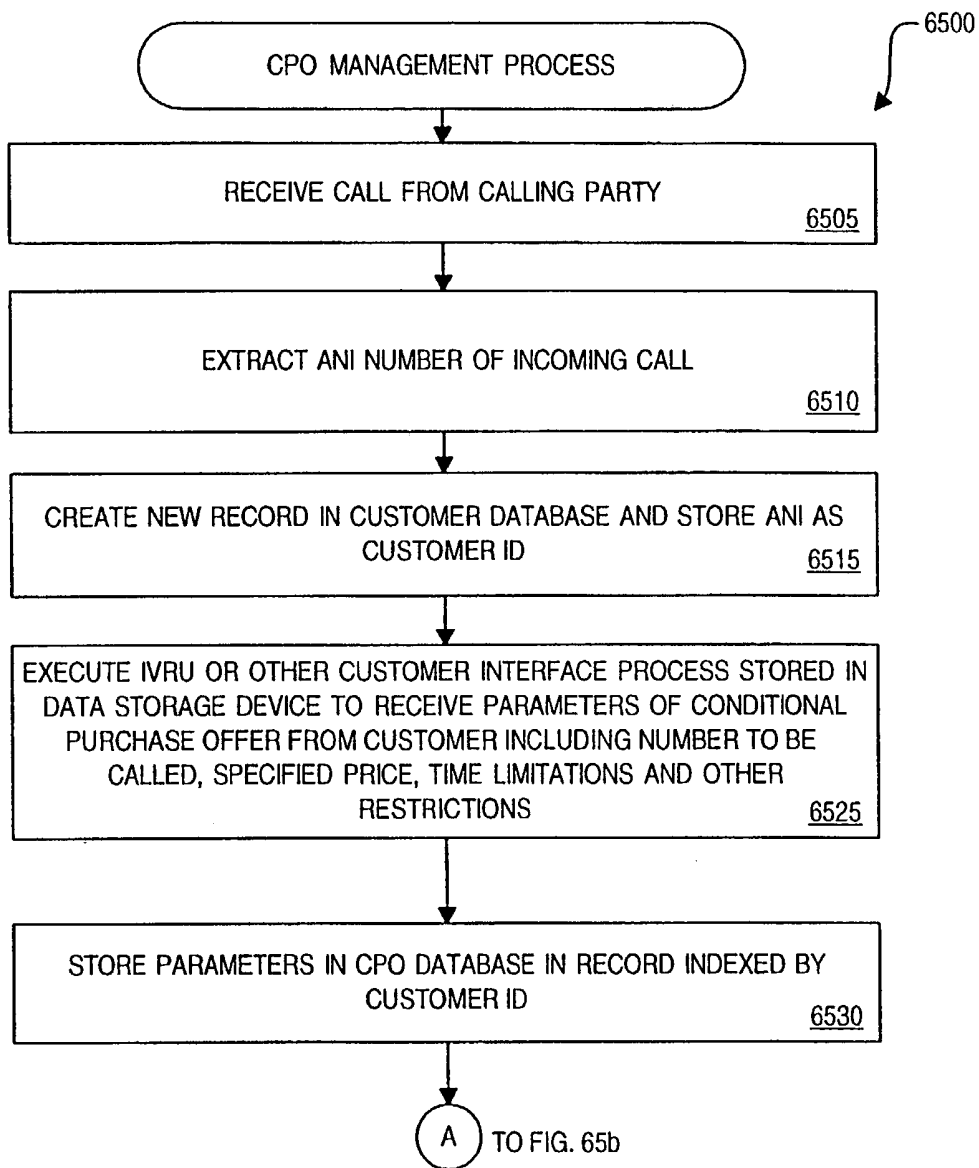 6500
CPO MANAGEMENT PROCESS
RECEIVE CALL FROM CALLING PARTY
6505
EXTRACT ANI NUMBER OF INCOMING CALL
6510
CREATE NEW RECORD IN CUSTOMER DATABASE AND STORE ANI AS
CUSTOMER ID
6515
EXECUTE IVRU OR OTHER CUSTOMER INTERFACE PROCESS STORED IN
DATA STORAGE DEVICE TO RECEIVE PARAMETERS OF CONDITIONAL
PURCHASE OFFER FROM CUSTOMER INCLUDING NUMBER TO BE
CALLED, SPECIFIED PRICE, TIME LIMITATIONS AND OTHER
RESTRICTIONS
6525
STORE PARAMETERS IN CPO DATABASE IN RECORD INDEXED BY
CUSTOMER ID
6530
A TO FIG. 65b